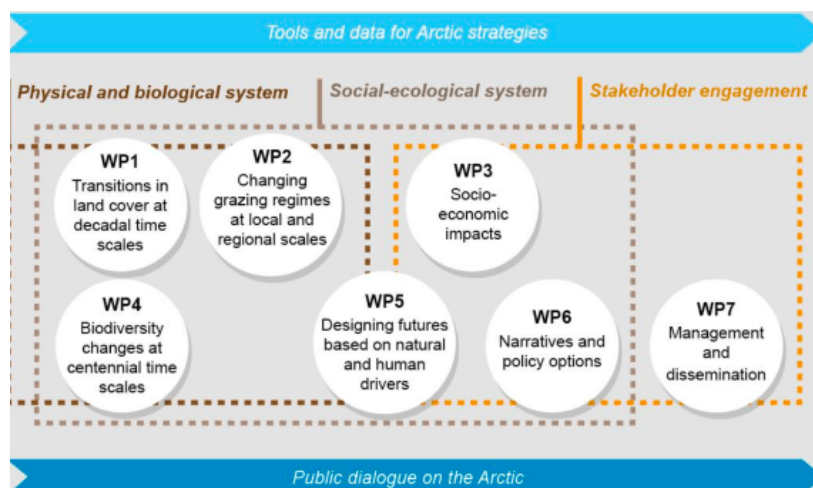 Tools and data for Arctic strategies
Physical and biological system
Social-ecological system
Stakeholder engagement
WP1
Transitions in
land cover at
decadal time
scales
WP2
Changing
grazing regimes
at local and
regional scales
WP3
Socio-
economic
impacts
WP4
Biodiversity
changes at
centennial time
scales
WP5
Designing futures
based on natural
and human
drivers
WP6
Narratives and
policy options
WP7
Management
and
dissemination
Public dialogue on the Arctic